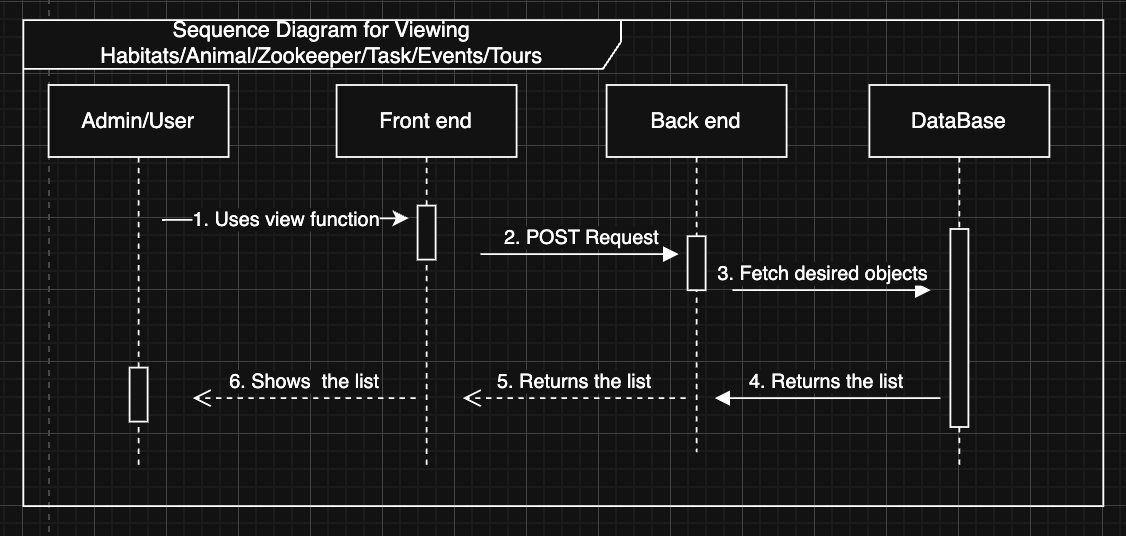 Sequence Diagram for Viewing
Habitats/Animal/Zookeeper/Task/Events/Tours
Admin/User
Front end
Back end
DataBase
1. Uses view function
2. POST Request
3. Fetch desired objects
6. Shows the list
5. Returns the list
4. Returns the list